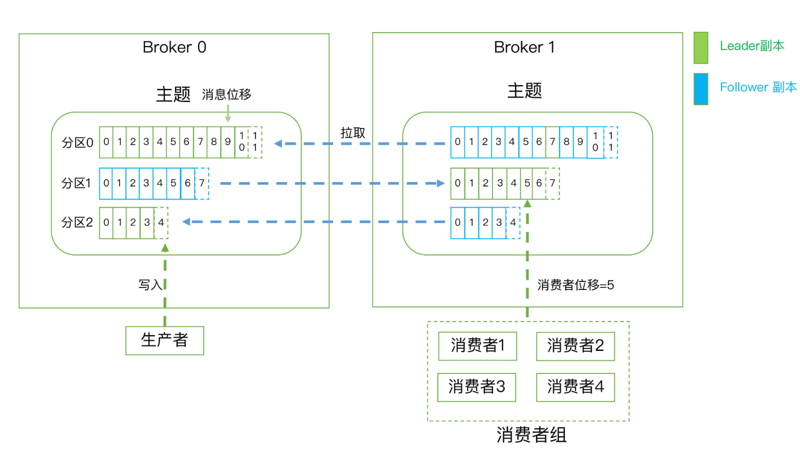 Broker 0
Broker 1
Leader副本
Follower 副本
主题
消息位移
主题
拉取
分区0
0 1 2 3 4 5 6 7 8 9 10 11
0 1 2 3 4 5 6 7 8 9 10 11
分区1
0 1 2 3 4 5 6 7
0 1 2 3 4 5 6 7
分区2
0 1 2 3 4
0 1 2 3 4
写入
消费者位移=5
生产者
消费者1
消费者2
消费者3
消费者4
消费者组